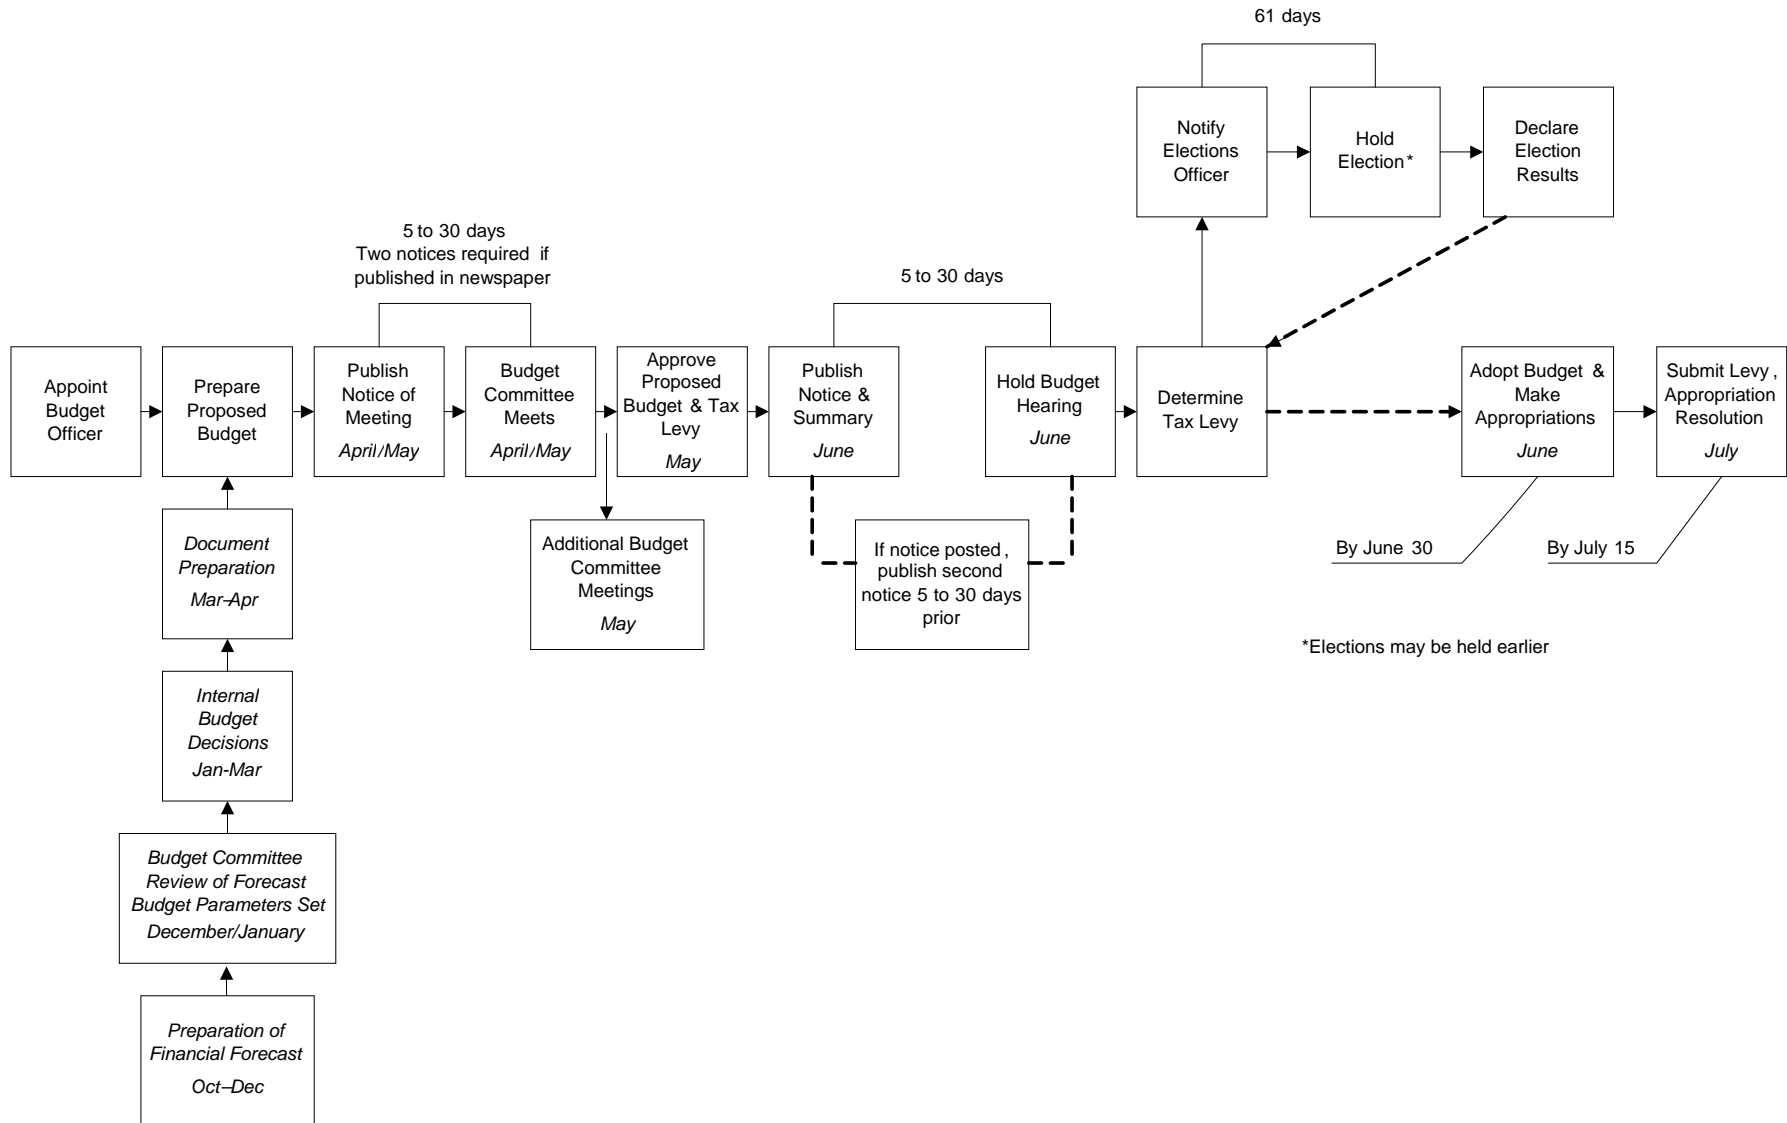 61 days
Notify
Elections
Officer
Hold
Election*
Declare
Election
Results
5 to 30 days
Two notices required if
published in newspaper
5 to 30 days
Appoint
Budget
Officer
Prepare
Proposed
Budget
Publish
Notice of
Meeting
April/May
Budget
Committee
Meets
April/May
Approve
Proposed
Budget & Tax
Levy
May
Publish
Notice &
Summary
June
Hold Budget
Hearing
June
Determine
Tax Levy
Adopt Budget &
Make
Appropriations
June
Submit Levy,
Appropriation
Resolution
July
By June 30
By July 15
Document
Preparation
Mar–Apr
Additional Budget
Committee
Meetings
May
If notice posted,
publish second
notice 5 to 30 days
prior
*Elections may be held earlier
Internal
Budget
Decisions
Jan-Mar
Budget Committee
Review of Forecast
Budget Parameters Set
December/January
Preparation of
Financial Forecast
Oct–Dec